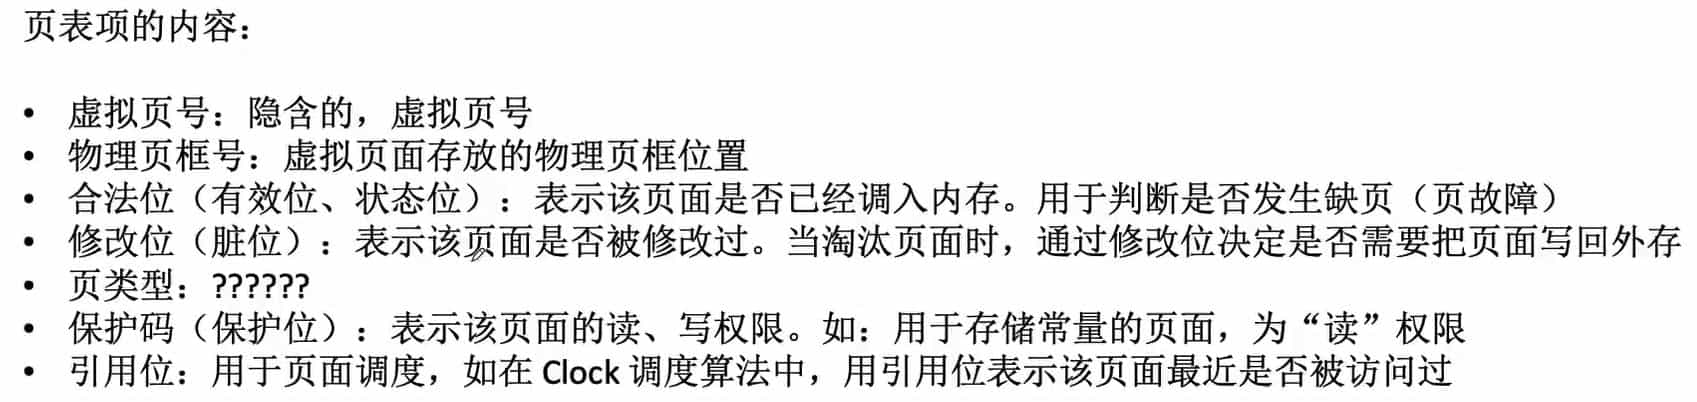 页表项的内容：
• 虚拟页号：隐含的，虚拟页号
• 物理页框号：虚拟页面存放的物理页框位置
• 合法位（有效位、状态位）：表示该页面是否已经调入内存。用于判断是否发生缺页（页故障）
• 修改位（脏位）：表示该页面是否被修改过。当淘汰页面时，通过修改位决定是否需要把页面写回外存
• 页类型：??????
• 保护码（保护位）：表示该页面的读、写权限。如：用于存储常量的页面，为“读”权限
• 引用位：用于页面调度，如在 Clock 调度算法中，用引用位表示该页面最近是否被访问过